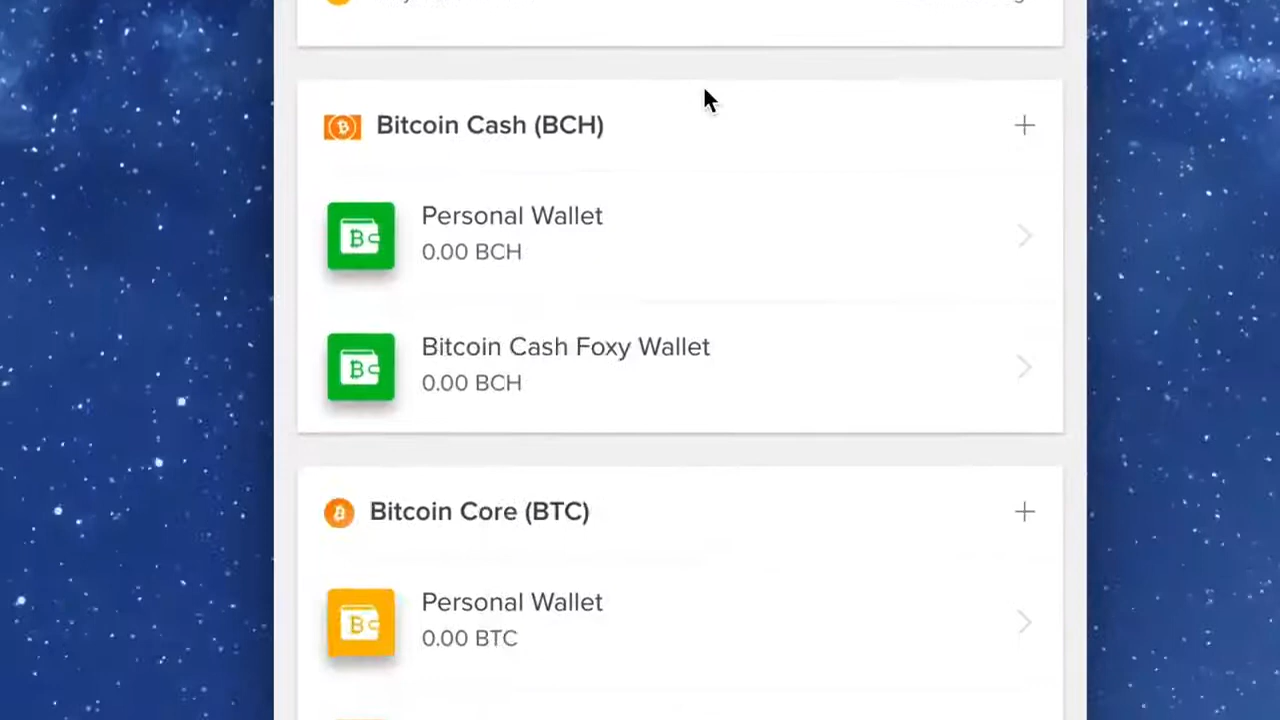 Bitcoin Cash (BCH)
Personal Wallet
0.00 BCH
Bitcoin Cash Foxy Wallet
0.00 BCH
Bitcoin Core (BTC)
Personal Wallet
0.00 BTC